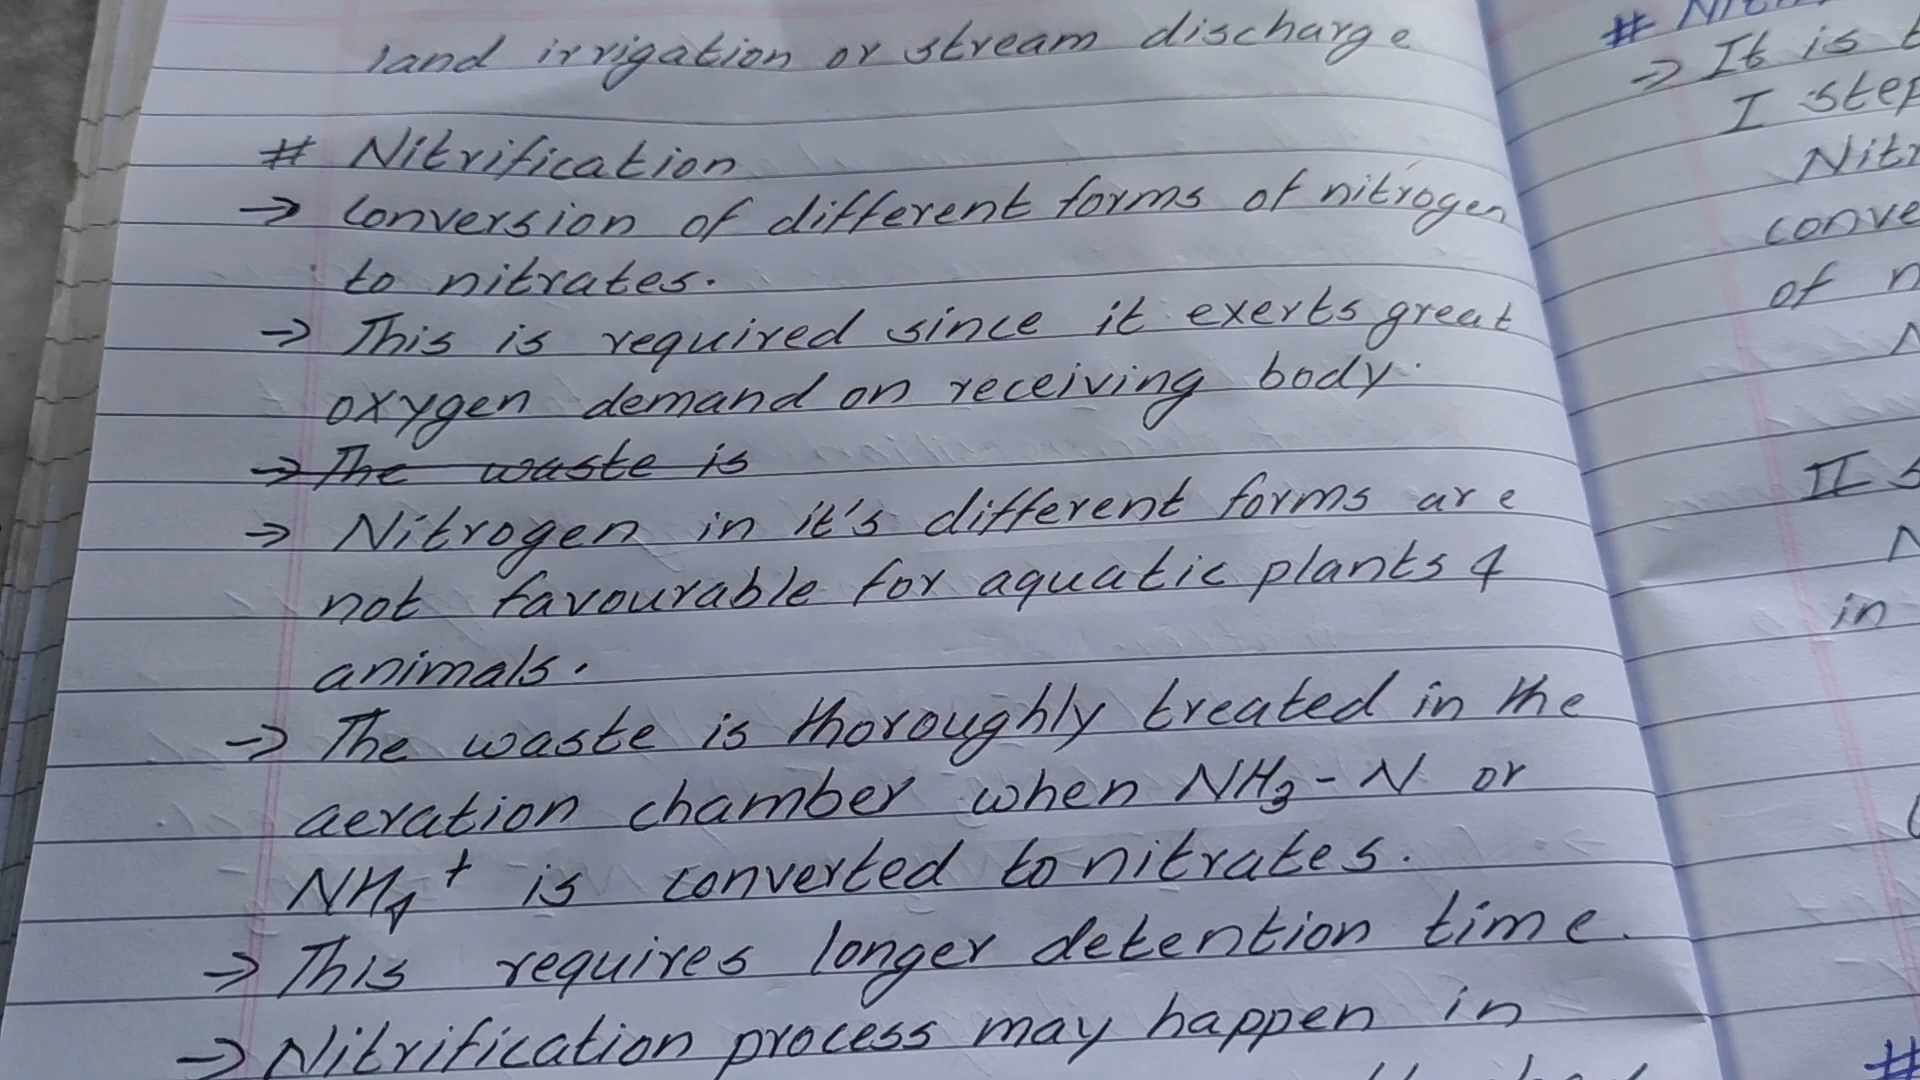 land irrigation or stream discharge
# Nitrification
→ Conversion of different forms of nitrogen
to nitrates.
→ This is required since it exerts great
oxygen demand on receiving body.
→ The waste is
→ Nitrogen in it's different forms are
not favourable for aquatic plants &
animals.
→ The waste is thoroughly treated in the
aeration chamber when NH₃-N or
NH₄⁺ is converted to nitrates.
→ This requires longer detention time.
→ Nitrification process may happen in
#
→ It is
I step
of
II
in
#